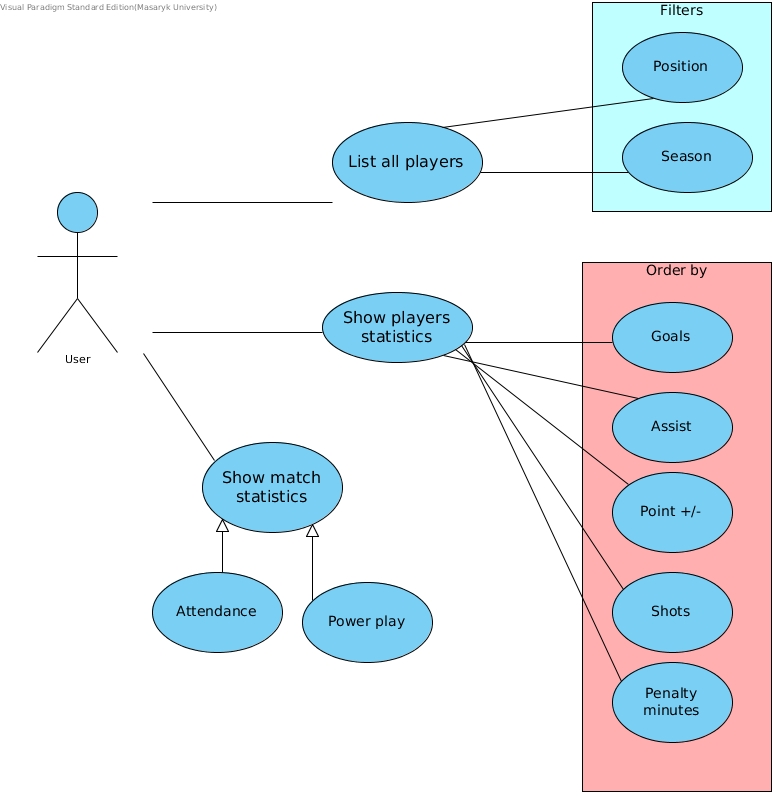 Visual Paradigm Standard Edition(Masaryk University)
Filters
Position
Season
List all players
User
Show players
statistics
Order by
Goals
Assist
Point +/-
Shots
Penalty
minutes
Show match
statistics
Attendance
Power play